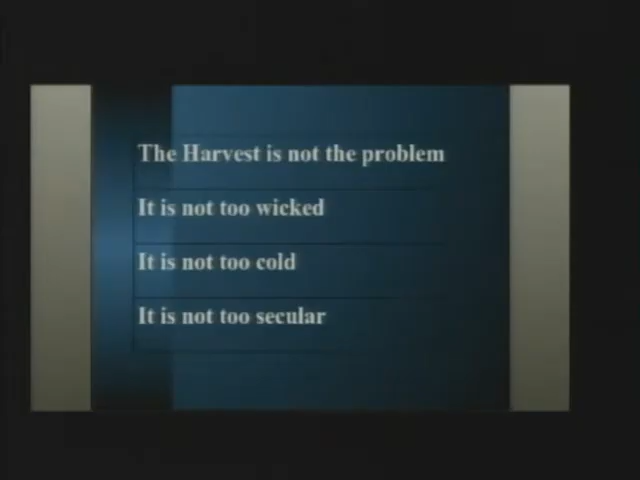 The Harvest is not the problem
It is not too wicked
It is not too cold
It is not too secular